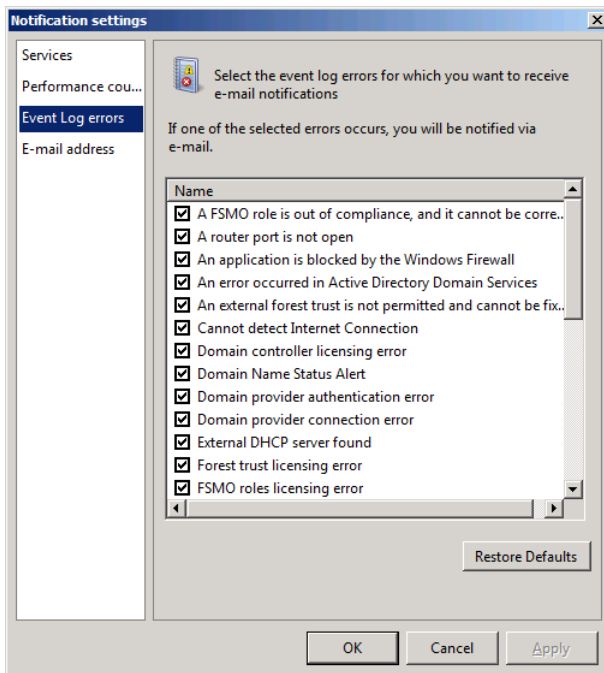 Notification settings
Services
Performance cou...
Event Log errors
E-mail address
Select the event log errors for which you want to receive
e-mail notifications
If one of the selected errors occurs, you will be notified via
e-mail.
Name
A FSMO role is out of compliance, and it cannot be corre..
A router port is not open
An application is blocked by the Windows Firewall
An error occurred in Active Directory Domain Services
An external forest trust is not permitted and cannot be fix..
Cannot detect Internet Connection
Domain controller licensing error
Domain Name Status Alert
Domain provider authentication error
Domain provider connection error
External DHCP server found
Forest trust licensing error
FSMO roles licensing error
Restore Defaults
OK
Cancel
Apply